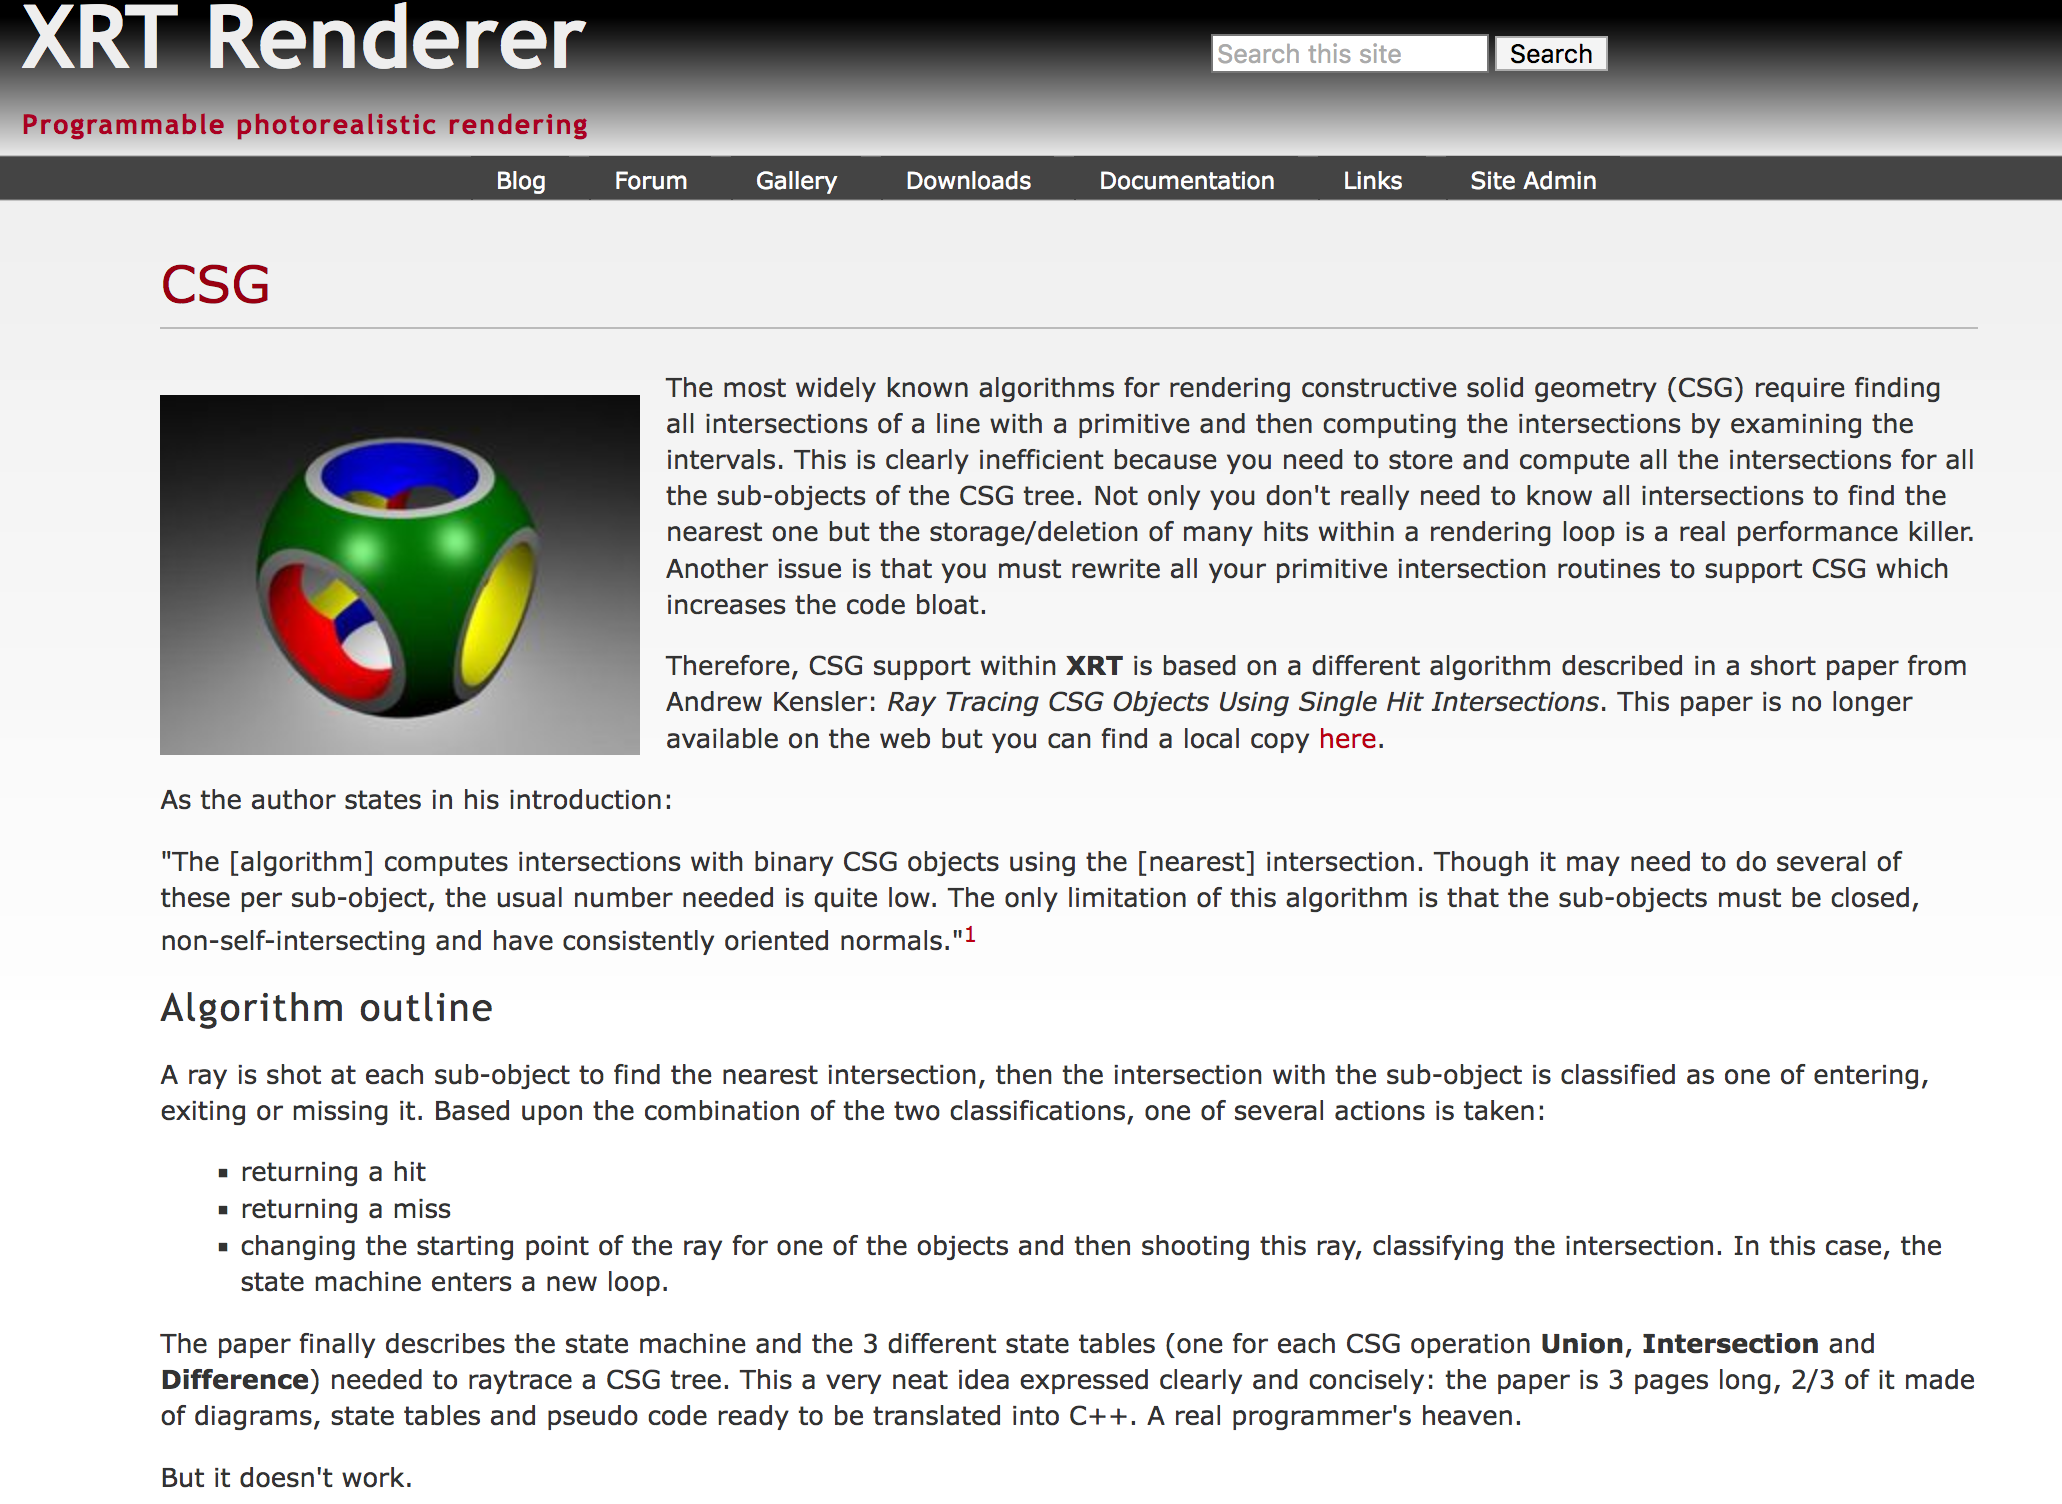 XRT Renderer
Search this site
Search
Programmable photorealistic rendering
Blog Forum Gallery Downloads Documentation Links Site Admin
CSG
The most widely known algorithms for rendering constructive solid geometry (CSG) require finding
all intersections of a line with a primitive and then computing the intersections by examining the
intervals. This is clearly inefficient because you need to store and compute all the intersections for all
the sub-objects of the CSG tree. Not only you don't really need to know all intersections to find the
nearest one but the storage/deletion of many hits within a rendering loop is a real performance killer.
Another issue is that you must rewrite all your primitive intersection routines to support CSG which
increases the code bloat.
Therefore, CSG support within XRT is based on a different algorithm described in a short paper from
Andrew Kensler: Ray Tracing CSG Objects Using Single Hit Intersections. This paper is no longer
available on the web but you can find a local copy here.
As the author states in his introduction:
"The [algorithm] computes intersections with binary CSG objects using the [nearest] intersection. Though it may need to do several of
these per sub-object, the usual number needed is quite low. The only limitation of this algorithm is that the sub-objects must be closed,
non-self-intersecting and have consistently oriented normals."1
Algorithm outline
A ray is shot at each sub-object to find the nearest intersection, then the intersection with the sub-object is classified as one of entering,
exiting or missing it. Based upon the combination of the two classifications, one of several actions is taken:
▪ returning a hit
▪ returning a miss
▪ changing the starting point of the ray for one of the objects and then shooting this ray, classifying the intersection. In this case, the
state machine enters a new loop.
The paper finally describes the state machine and the 3 different state tables (one for each CSG operation Union, Intersection and
Difference) needed to raytrace a CSG tree. This a very neat idea expressed clearly and concisely: the paper is 3 pages long, 2/3 of it made
of diagrams, state tables and pseudo code ready to be translated into C++. A real programmer's heaven.
But it doesn't work.